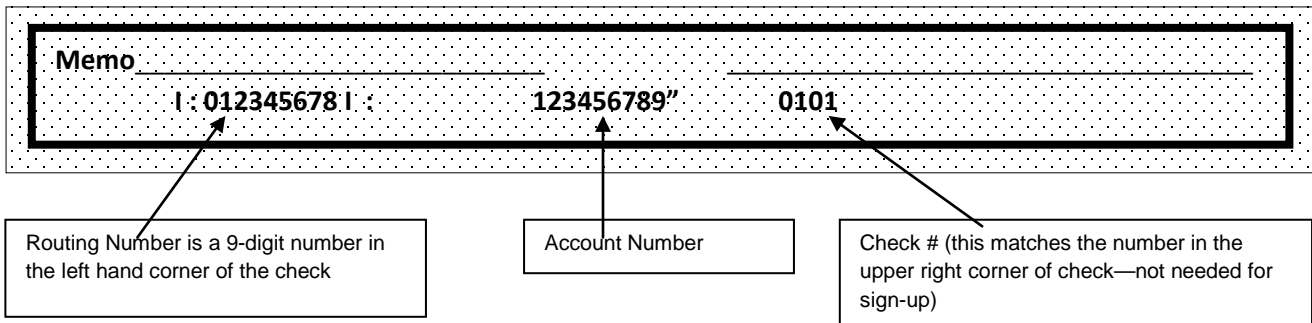 Memo
I : 012345678 I : 123456789” 0101
Routing Number is a 9-digit number in
the left hand corner of the check
Account Number
Check # (this matches the number in the
upper right corner of check—not needed for
sign-up)